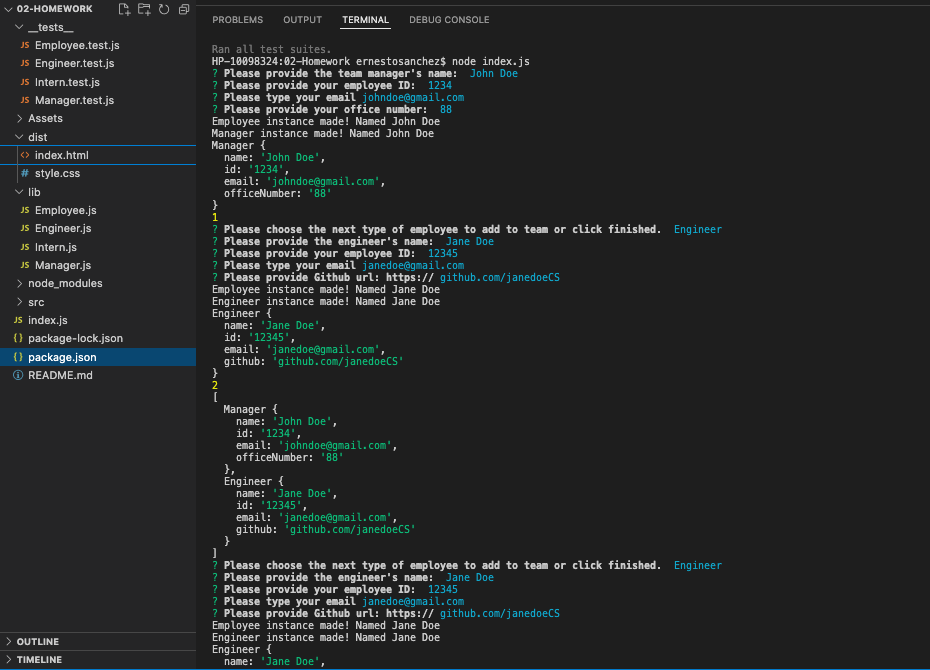 02-HOMEWORK
__tests__
JS Employee.test.js
JS Engineer.test.js
JS Intern.test.js
JS Manager.test.js
Assets
dist
<> index.html
# style.css
lib
JS Employee.js
JS Engineer.js
JS Intern.js
JS Manager.js
node_modules
src
JS index.js
{} package-lock.json
{} package.json
README.md
OUTLINE
TIMELINE
PROBLEMS OUTPUT TERMINAL DEBUG CONSOLE
Ran all test suites.
HP-10098324:02-Homework ernestosanchez$ node index.js
? Please provide the team manager's name: John Doe
? Please provide your employee ID: 1234
? Please type your email johndoe@gmail.com
? Please provide your office number: 88
Employee instance made! Named John Doe
Manager instance made! Named John Doe
Manager {
name: 'John Doe',
id: '1234',
email: 'johndoe@gmail.com',
officeNumber: '88'
}
1
? Please choose the next type of employee to add to team or click finished. Engineer
? Please provide the engineer's name: Jane Doe
? Please provide your employee ID: 12345
? Please type your email janedoe@gmail.com
? Please provide Github url: https:// github.com/janedoeCS
Employee instance made! Named Jane Doe
Engineer instance made! Named Jane Doe
Engineer {
name: 'Jane Doe',
id: '12345',
email: 'janedoe@gmail.com',
github: 'github.com/janedoeCS'
}
2
[
Manager {
name: 'John Doe',
id: '1234',
email: 'johndoe@gmail.com',
officeNumber: '88'
},
Engineer {
name: 'Jane Doe',
id: '12345',
email: 'janedoe@gmail.com',
github: 'github.com/janedoeCS'
}
]
? Please choose the next type of employee to add to team or click finished. Engineer
? Please provide the engineer's name: Jane Doe
? Please provide your employee ID: 12345
? Please type your email janedoe@gmail.com
? Please provide Github url: https:// github.com/janedoeCS
Employee instance made! Named Jane Doe
Engineer instance made! Named Jane Doe
Engineer {
name: 'Jane Doe',